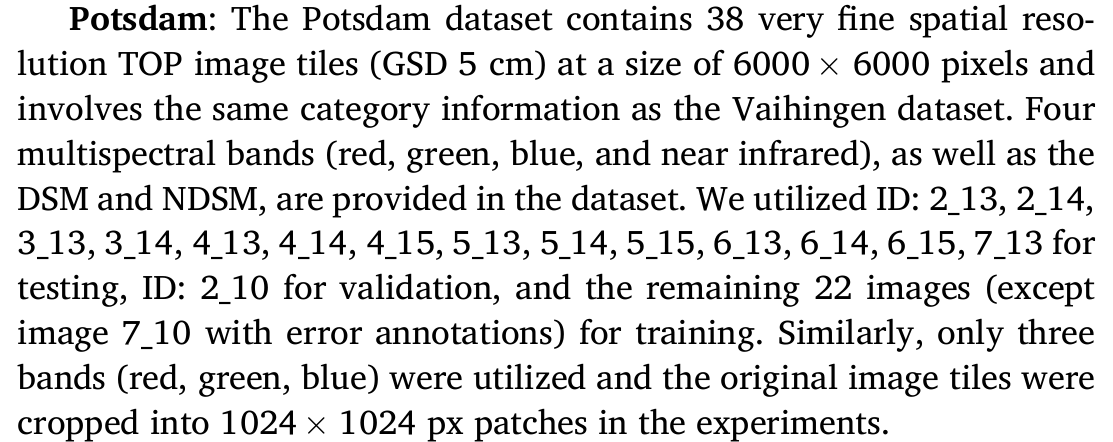 Potsdam: The Potsdam dataset contains 38 very fine spatial reso-
lution TOP image tiles (GSD 5 cm) at a size of 6000 × 6000 pixels and
involves the same category information as the Vaihingen dataset. Four
multispectral bands (red, green, blue, and near infrared), as well as the
DSM and NDSM, are provided in the dataset. We utilized ID: 2_13, 2_14,
3_13, 3_14, 4_13, 4_14, 4_15, 5_13, 5_14, 5_15, 6_13, 6_14, 6_15, 7_13 for
testing, ID: 2_10 for validation, and the remaining 22 images (except
image 7_10 with error annotations) for training. Similarly, only three
bands (red, green, blue) were utilized and the original image tiles were
cropped into 1024 × 1024 px patches in the experiments.